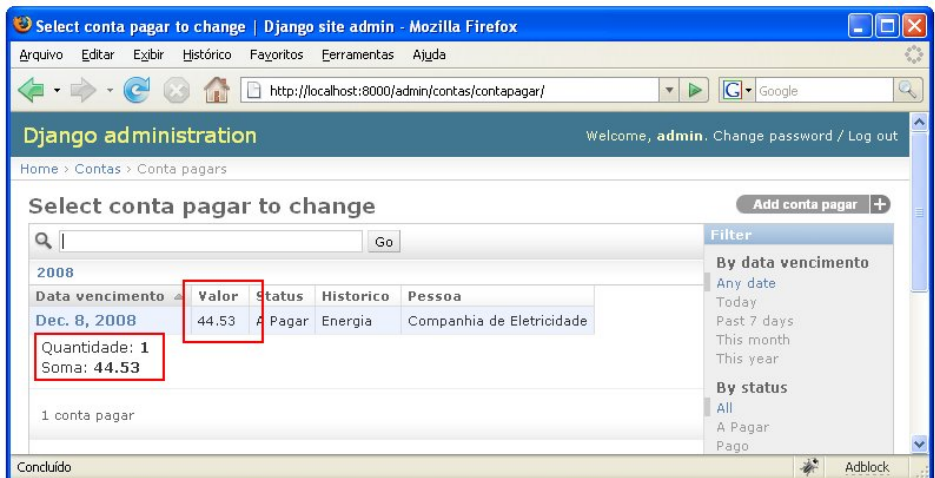 Select conta pagar to change | Django site admin - Mozilla Firefox
Arquivo Editar Exibir Histórico Favoritos Ferramentas Ajuda
http://localhost:8000/admin/contas/contapagar/ G Google
Django administration Welcome, admin. Change password / Log out
Home > Contas > Conta pagars
Select conta pagar to change Add conta pagar +
Go
Filter
2008
By data vencimento
Any date
Today
Past 7 days
This month
This year
By status
All
A Pagar
Pago
Data vencimento Valor Status Historico Pessoa
Dec. 8, 2008 44.53 A Pagar Energia Companhia de Eletricidade
Quantidade: 1
Soma: 44.53
1 conta pagar
Concluído Adblock